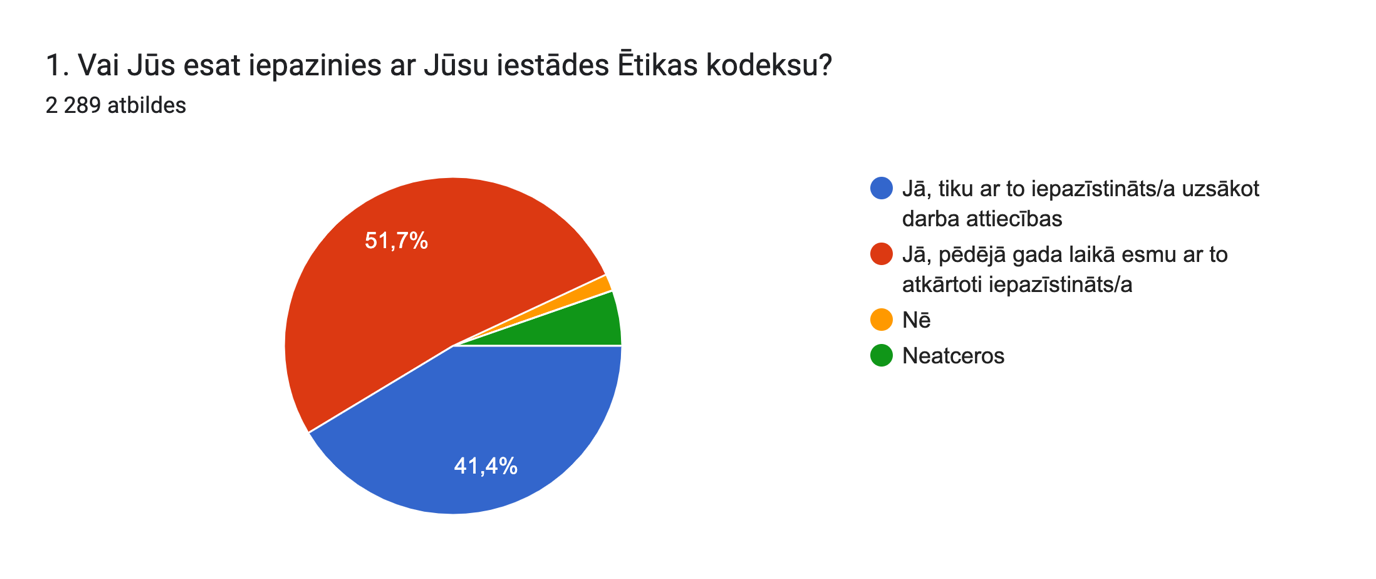 1. Vai Jūs esat iepazinies ar Jūsu iestādes Ētikas kodeksu?
2 289 atbildes
Jā, tiku ar to iepazīstināts/a uzsākot
darba attiecības
Jā, pēdējā gada laikā esmu ar to
atkārtoti iepazīstināts/a
Nē
Neatceros
51,7%
41,4%